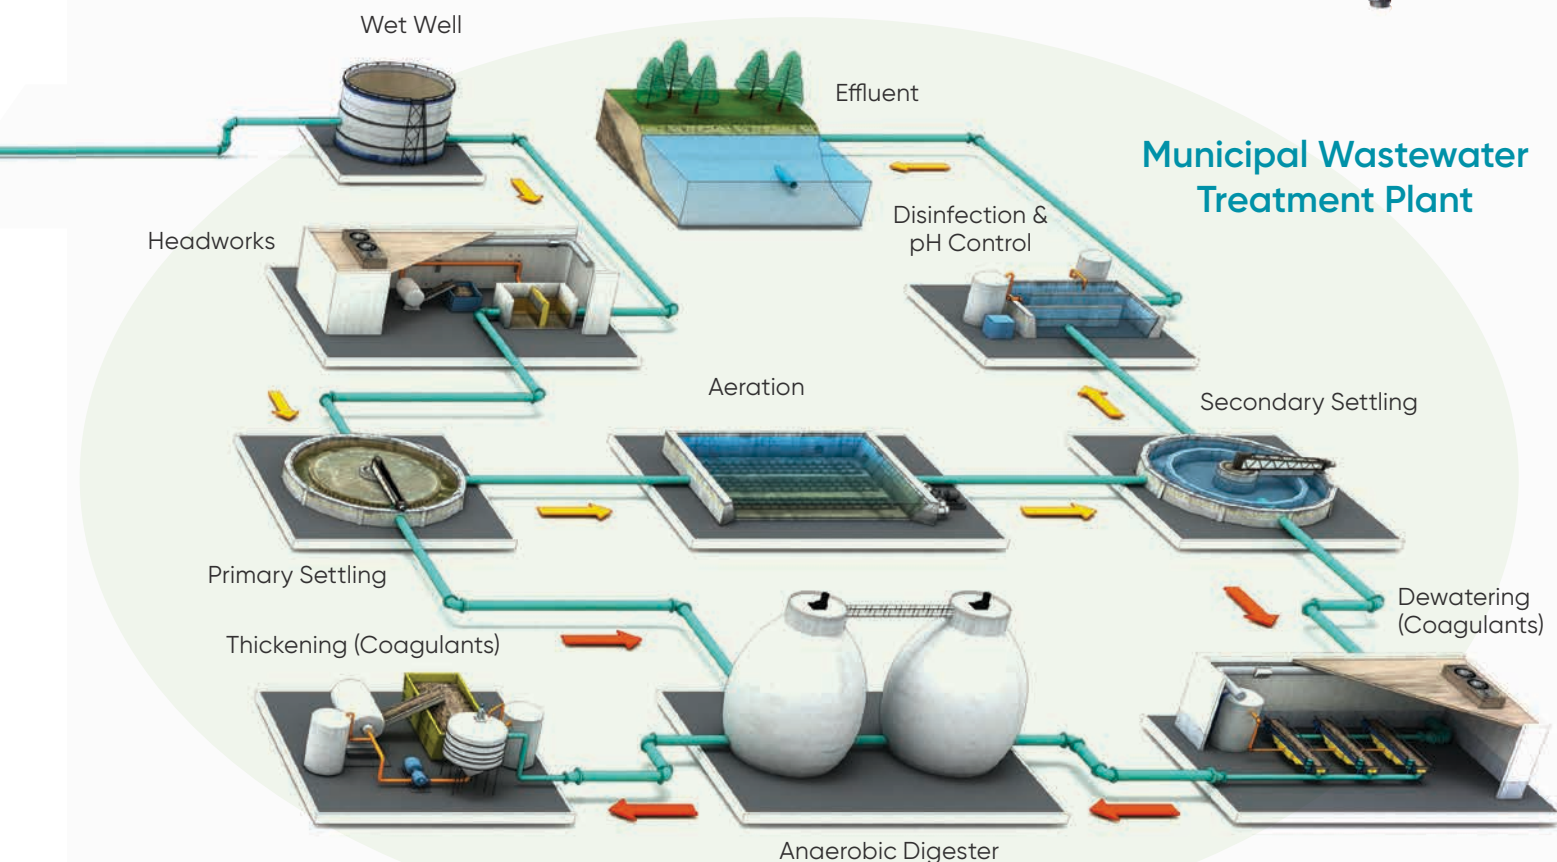 Wet Well
Effluent
Municipal Wastewater
Treatment Plant
Disinfection &
pH Control
Headworks
Aeration
Secondary Settling
Primary Settling
Dewatering
(Coagulants)
Thickening (Coagulants)
Anaerobic Digester